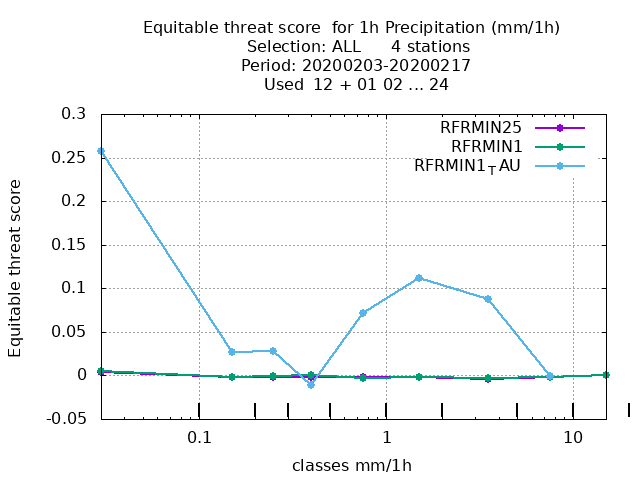 Equitable threat score  for 1h Precipitation (mm/1h)
Selection: ALL      4 stations
Period: 20200203-20200217
Used  12 + 01 02 ... 24
RFRMIN25
RFRMIN1
RFRMIN1TAU
0.3
0.25
0.2
0.15
0.1
0.05
0
-0.05
Equitable threat score
0.1
1
10
classes mm/1h